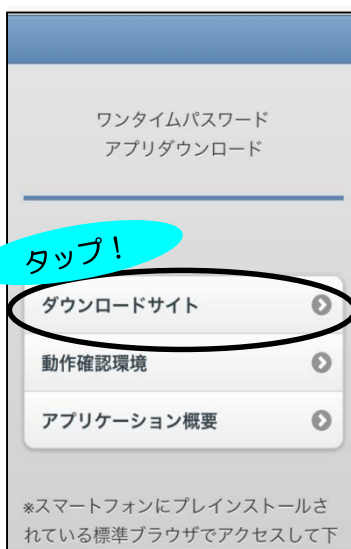 ワンタイムパスワード
アプリダウンロード
タップ！
ダウンロードサイト
動作確認環境
アプリケーション概要
※スマートフォンにプレインストールさ
れている標準ブラウザでアクセスして下